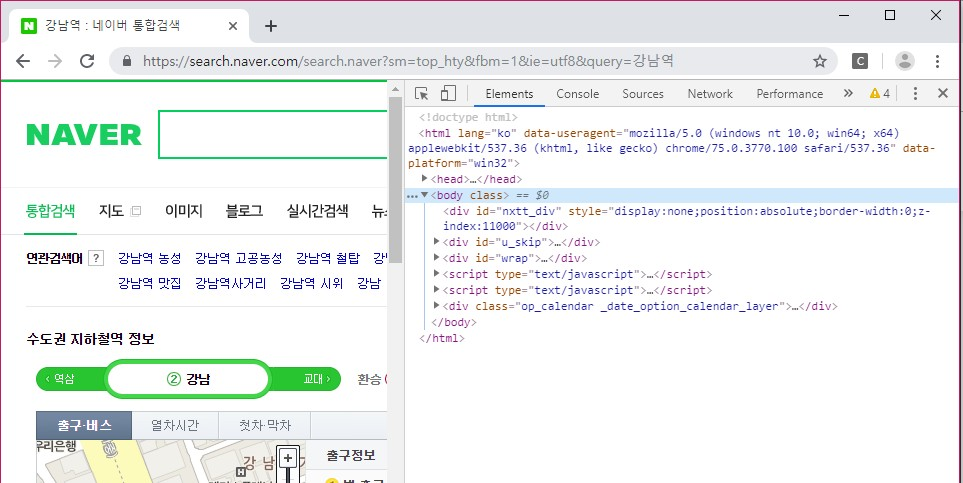 강남역 : 네이버 통합검색
https://search.naver.com/search.naver?sm=top_hty&fbm=1&ie=utf8&query=강남역
C
NAVER
통합검색 지도 이미지 블로그 실시간검색 뉴스
연관검색어 ? 강남역 농성 강남역 고공농성 강남역 철탑
강남역 맛집 강남역사거리 강남역 시위 강남
수도권 지하철역 정보
‹ 역삼 ② 강남 교대 › 환승
출구·버스 열차시간 첫차·막차
우리은행
강 남
H
+
출구정보
Elements Console Sources Network Performance » 4
<!doctype html>
<html lang="ko" data-useragent="mozilla/5.0 (windows nt 10.0; win64; x64)
applewebkit/537.36 (khtml, like gecko) chrome/75.0.3770.100 safari/537.36" data-
platform="win32">
<head>…</head>
<body class> == $0
<div id="nxtt_div" style="display:none;position:absolute;border-width:0;z-
index:11000"></div>
<div id="u_skip">…</div>
<div id="wrap">…</div>
<script type="text/javascript">…</script>
<script type="text/javascript">…</script>
<div class="op_calendar _date_option_calendar_layer">…</div>
</body>
</html>